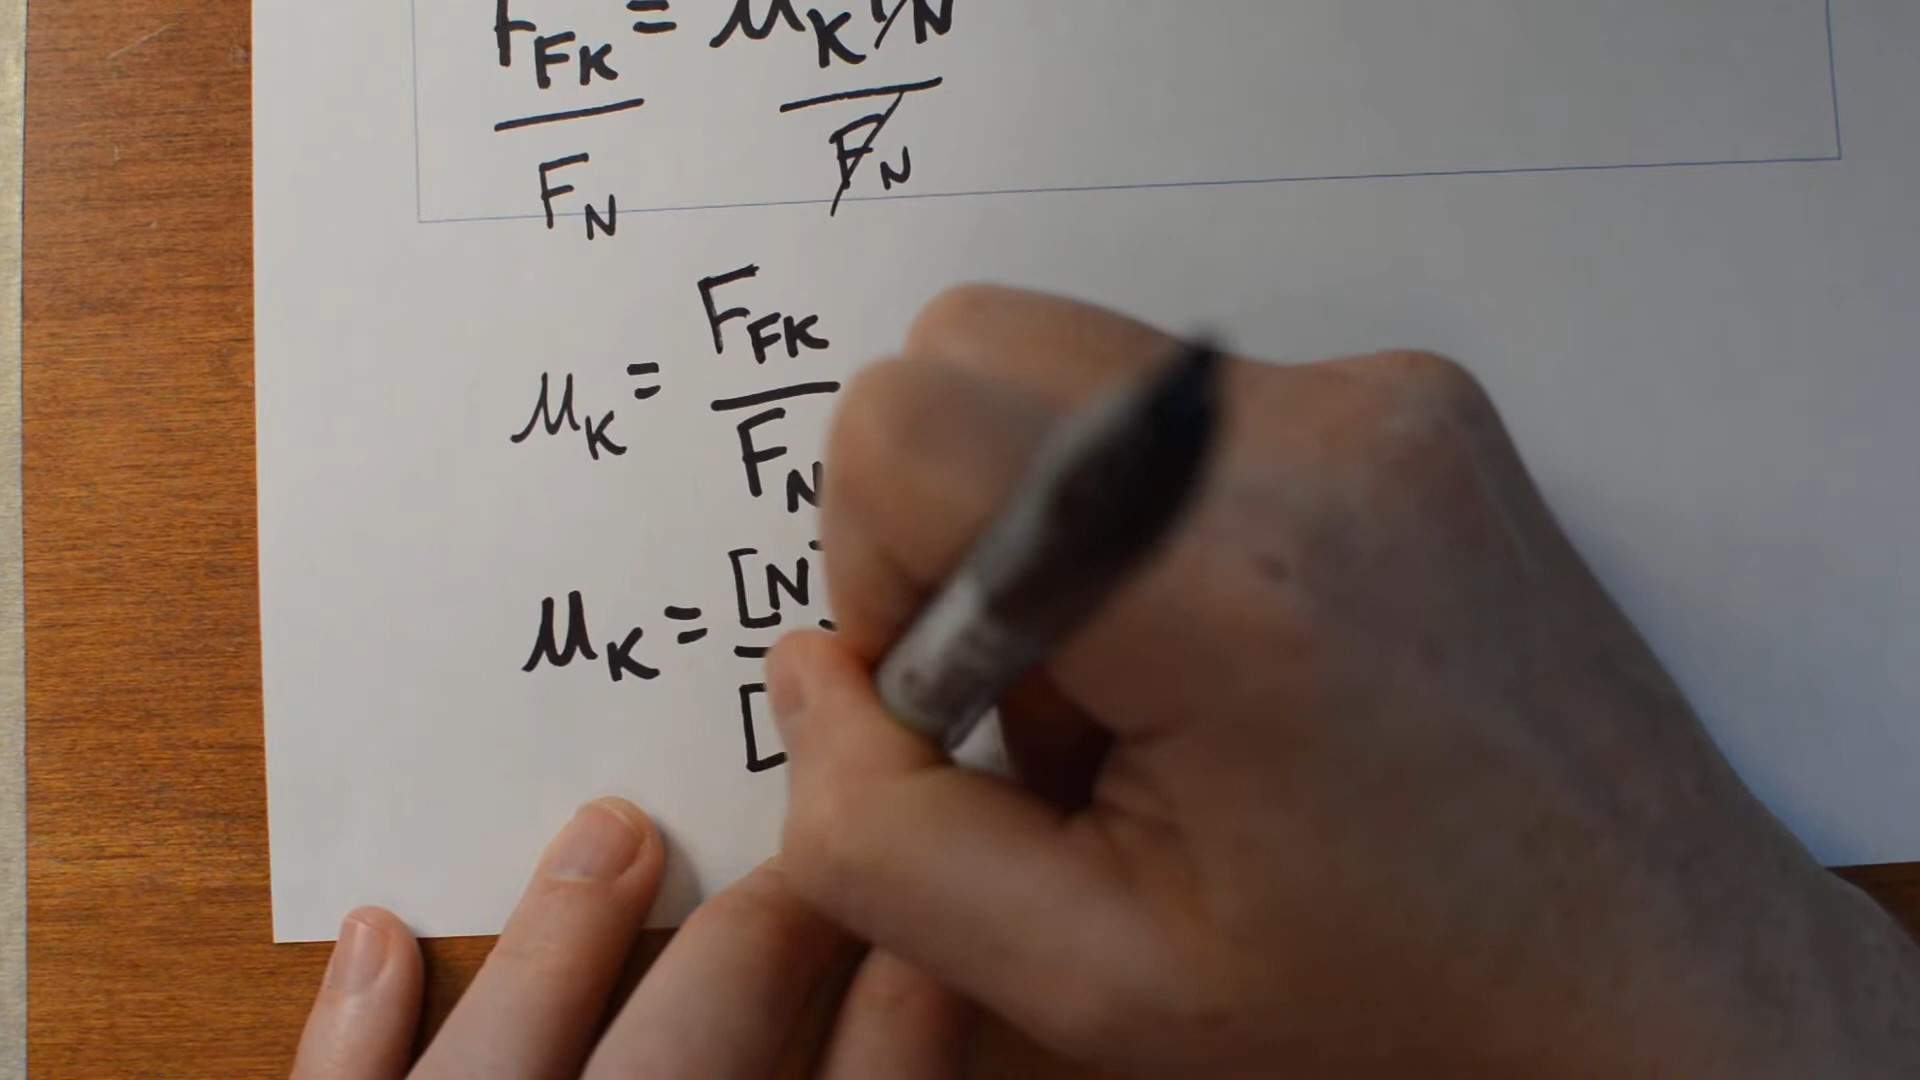 F_FK = μ_K F_N
F_N F_N
μ_K = F_FK
F_N
μ_K = [N
[